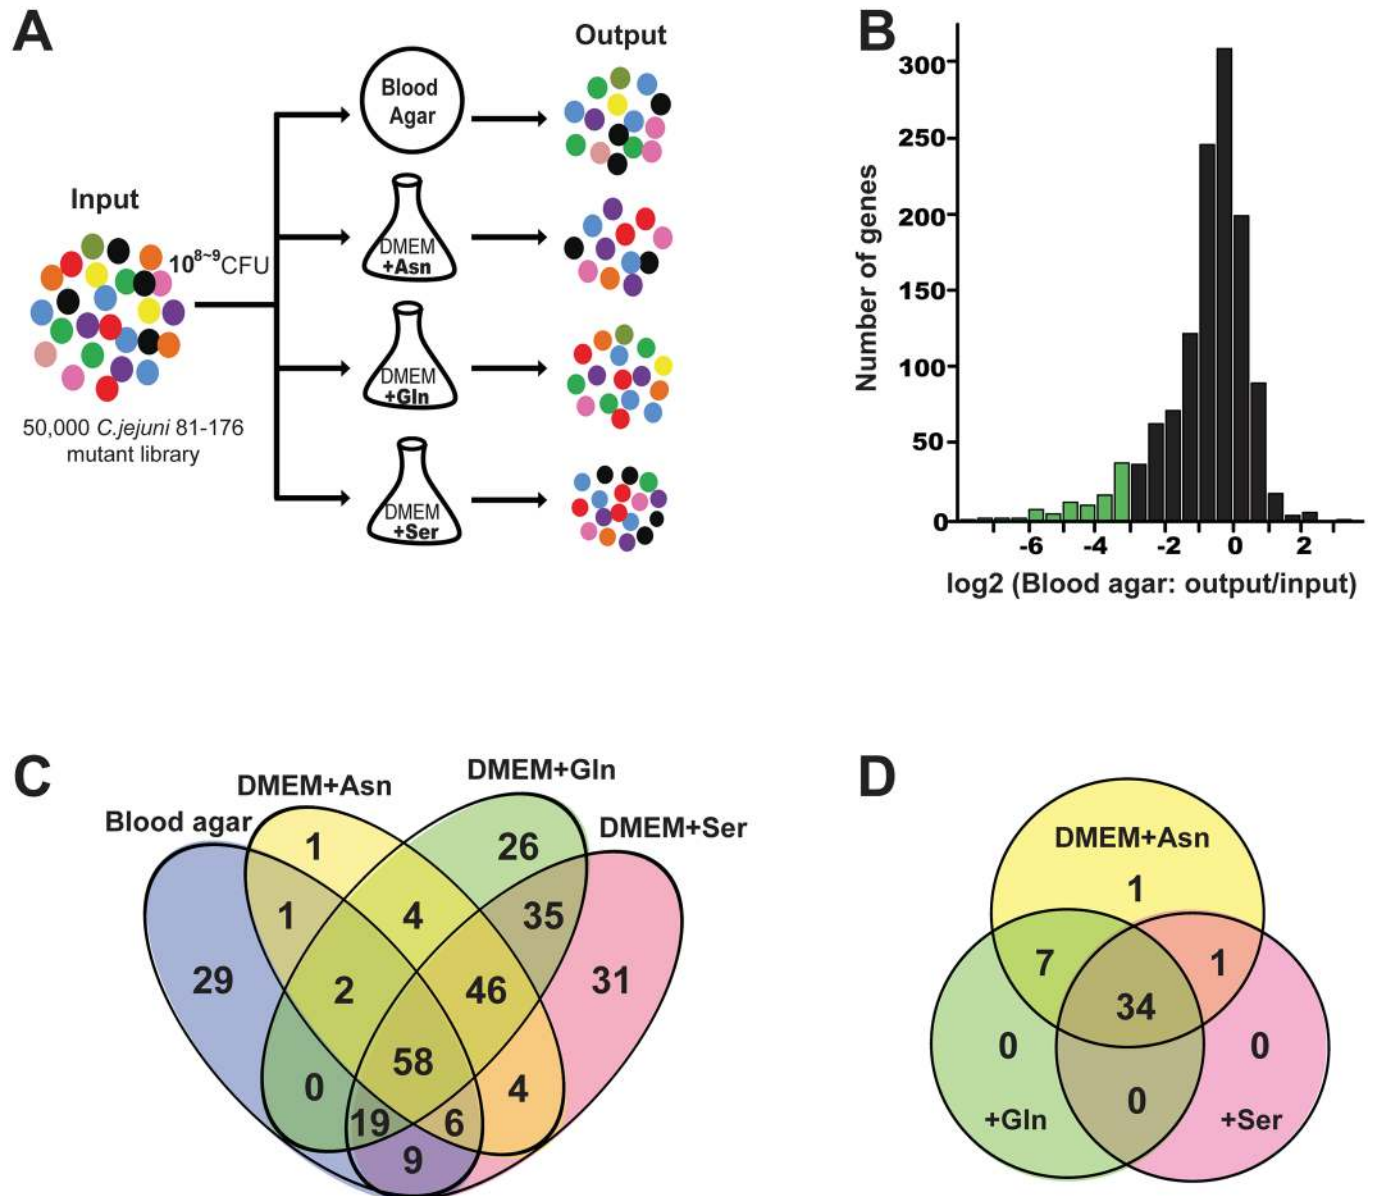 A
Output
Blood
Agar
Input
10⁸~⁹CFU
DMEM
+Asn
DMEM
+Gln
DMEM
+Ser
50,000 C.jejuni 81-176
mutant library
B
Number of genes
300
250
200
150
100
50
0
-6 -4 -2 0 2
log2 (Blood agar: output/input)
C
DMEM+Gln
DMEM+Asn
Blood agar
DMEM+Ser
1
26
1
4
35
29
2
46
31
58
0
4
19
6
9
D
DMEM+Asn
1
7
1
34
0
0
0
+Gln
+Ser